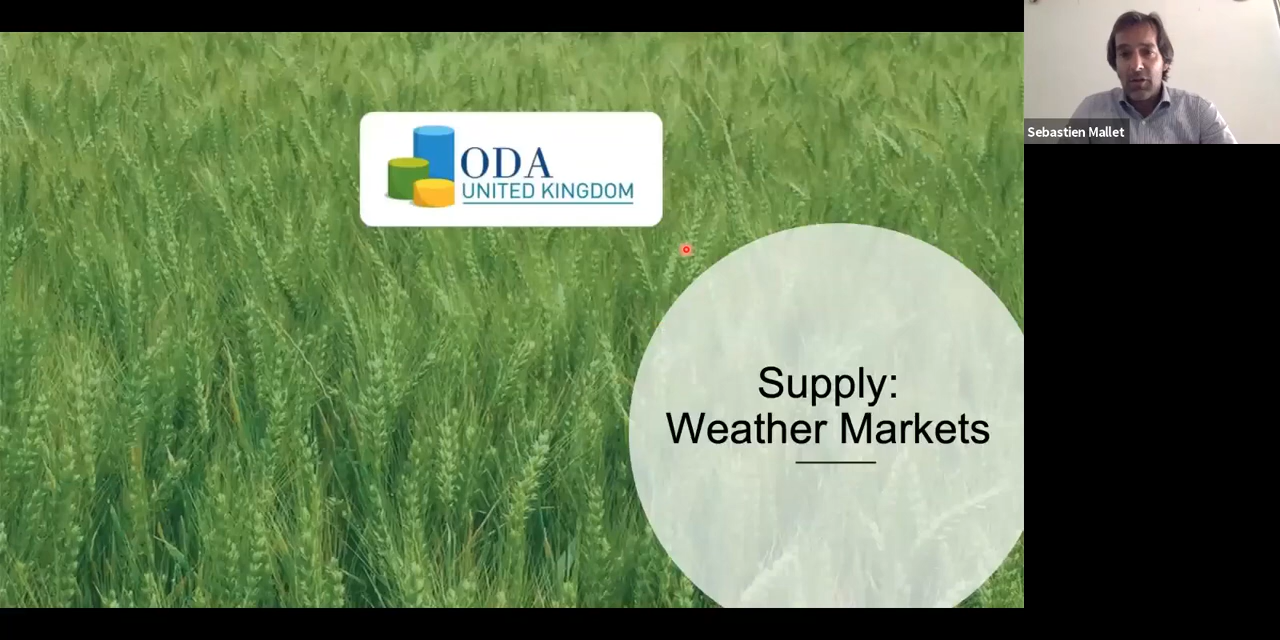 ODA
UNITED KINGDOM
Sebastien Mallet
Supply:
Weather Markets